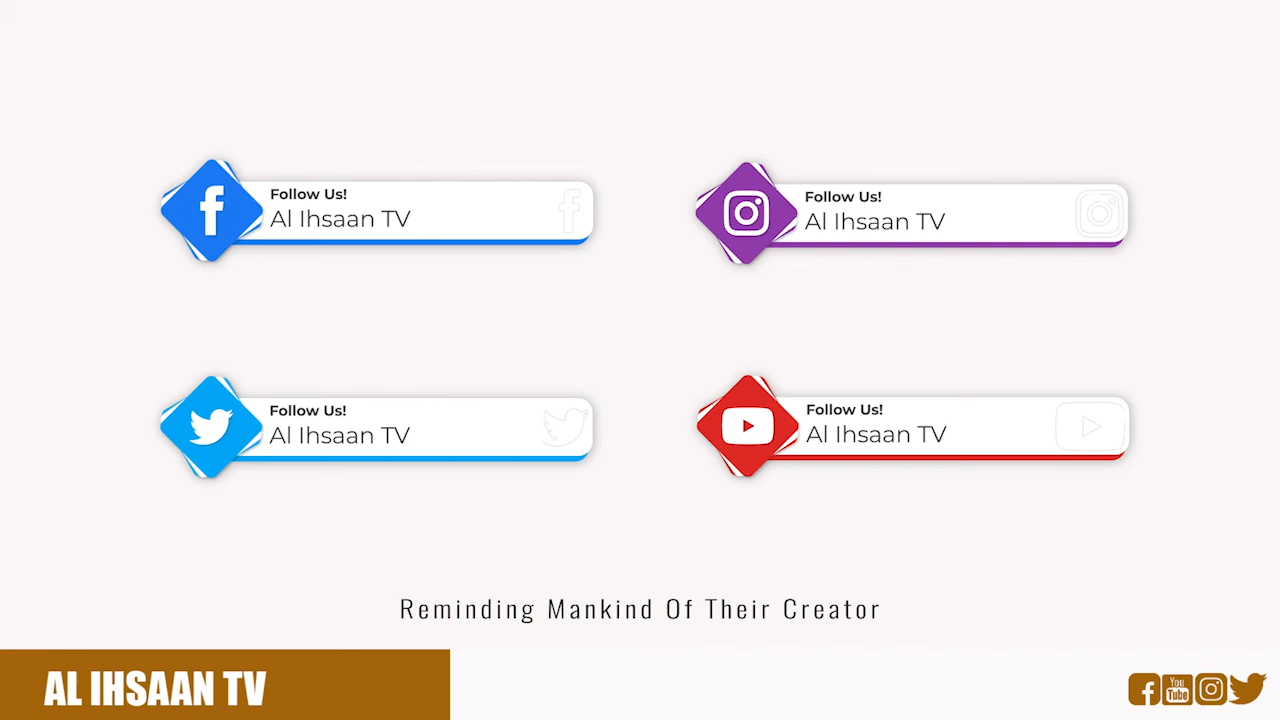 Follow Us!
Al Ihsaan TV
Follow Us!
Al Ihsaan TV
Follow Us!
Al Ihsaan TV
Follow Us!
Al Ihsaan TV
Reminding Mankind Of Their Creator
AL IHSAAN TV
You
Tube